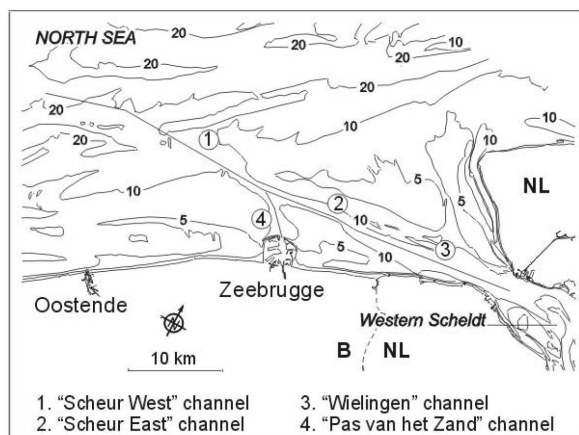 NORTH SEA
20
20
10
20
20
20
10
10
20
1
10
5
NL
10
2
5
5
4
10
3
5
10
Oostende
Zeebrugge
Western Scheldt
N
10 km
B
NL
1. “Scheur West” channel
2. “Scheur East” channel
3. “Wielingen” channel
4. “Pas van het Zand” channel